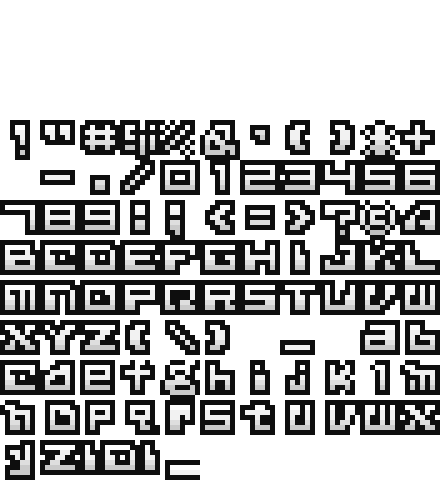 ! " # $ % & ' ( ) * +
- . / 0 1 2 3 4 5 6
7 8 9 : ; < = > ? @ A
B C D E F G H I J K L
M N O P Q R S T U V W
X Y Z ( \ ) _ a b
c d e f g h i j k l m
n o p q r s t u v w x
y z